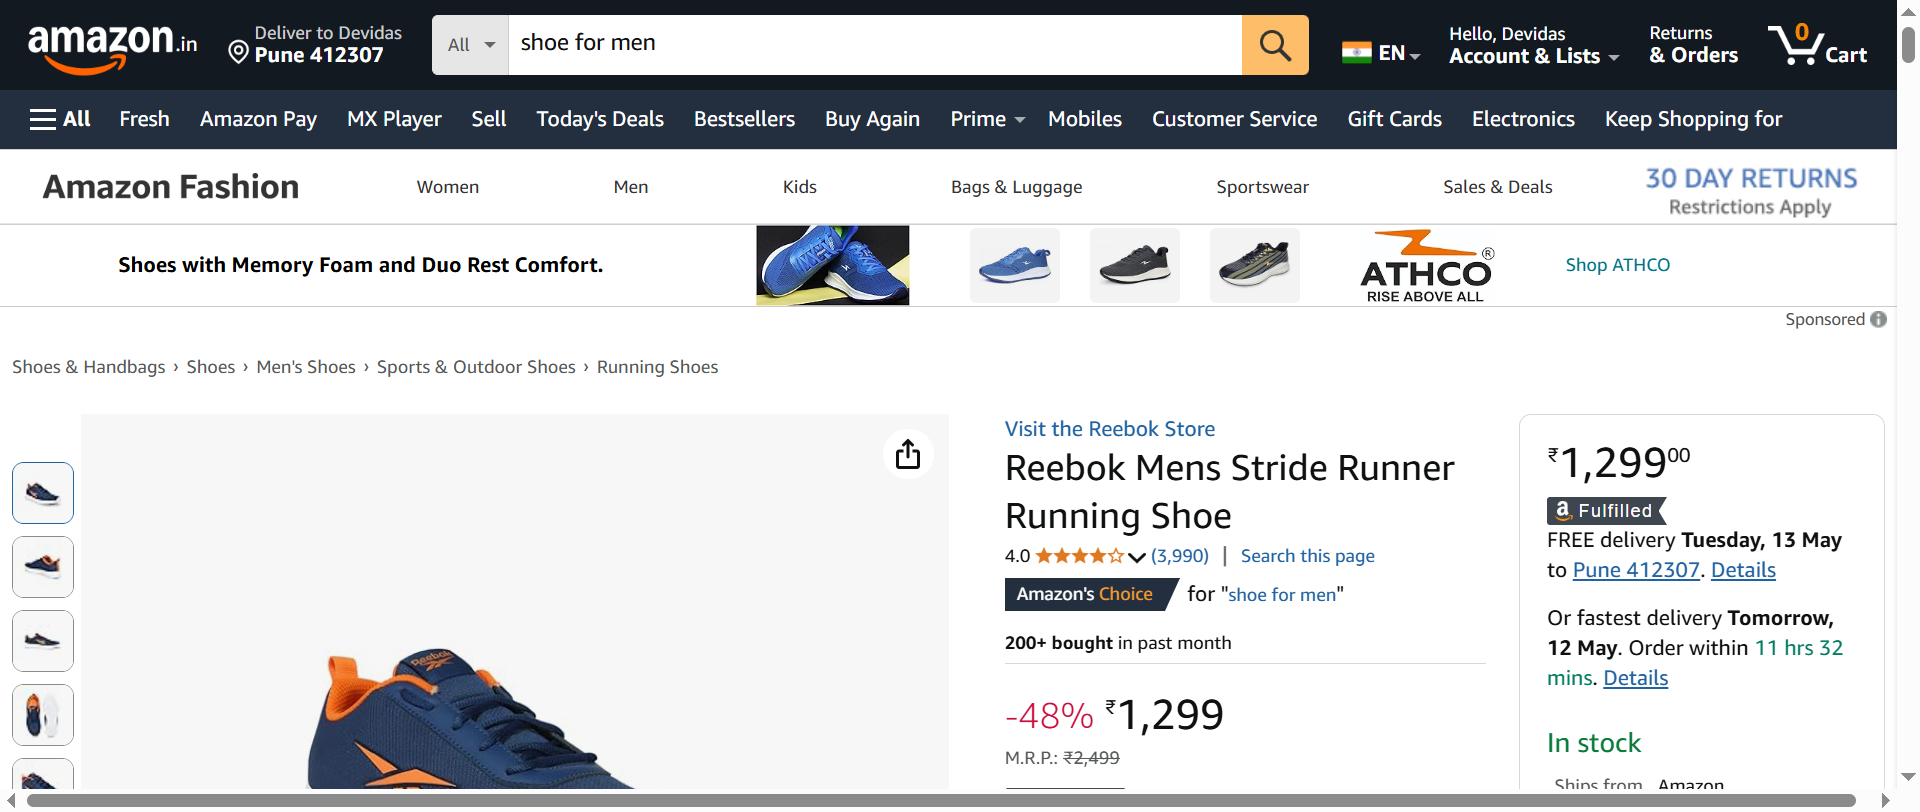 amazon.in
Deliver to Devidas
Pune 412307
All
shoe for men
EN
Hello, Devidas
Account & Lists
Returns
& Orders
0
Cart
All
Fresh
Amazon Pay
MX Player
Sell
Today's Deals
Bestsellers
Buy Again
Prime
Mobiles
Customer Service
Gift Cards
Electronics
Keep Shopping for
Amazon Fashion
Women
Men
Kids
Bags & Luggage
Sportswear
Sales & Deals
30 DAY RETURNS
Restrictions Apply
Shoes with Memory Foam and Duo Rest Comfort.
ATHCO®
RISE ABOVE ALL
Shop ATHCO
Sponsored
Shoes & Handbags › Shoes › Men's Shoes › Sports & Outdoor Shoes › Running Shoes
Reebok
Visit the Reebok Store
Reebok Mens Stride Runner
Running Shoe
4.0 (3,990) | Search this page
Amazon's Choice for "shoe for men"
200+ bought in past month
-48% ₹1,299
M.R.P.: ₹2,499
₹1,29900
a Fulfilled
FREE delivery Tuesday, 13 May
to Pune 412307. Details
Or fastest delivery Tomorrow,
12 May. Order within 11 hrs 32
mins. Details
In stock
Ships from Amazon